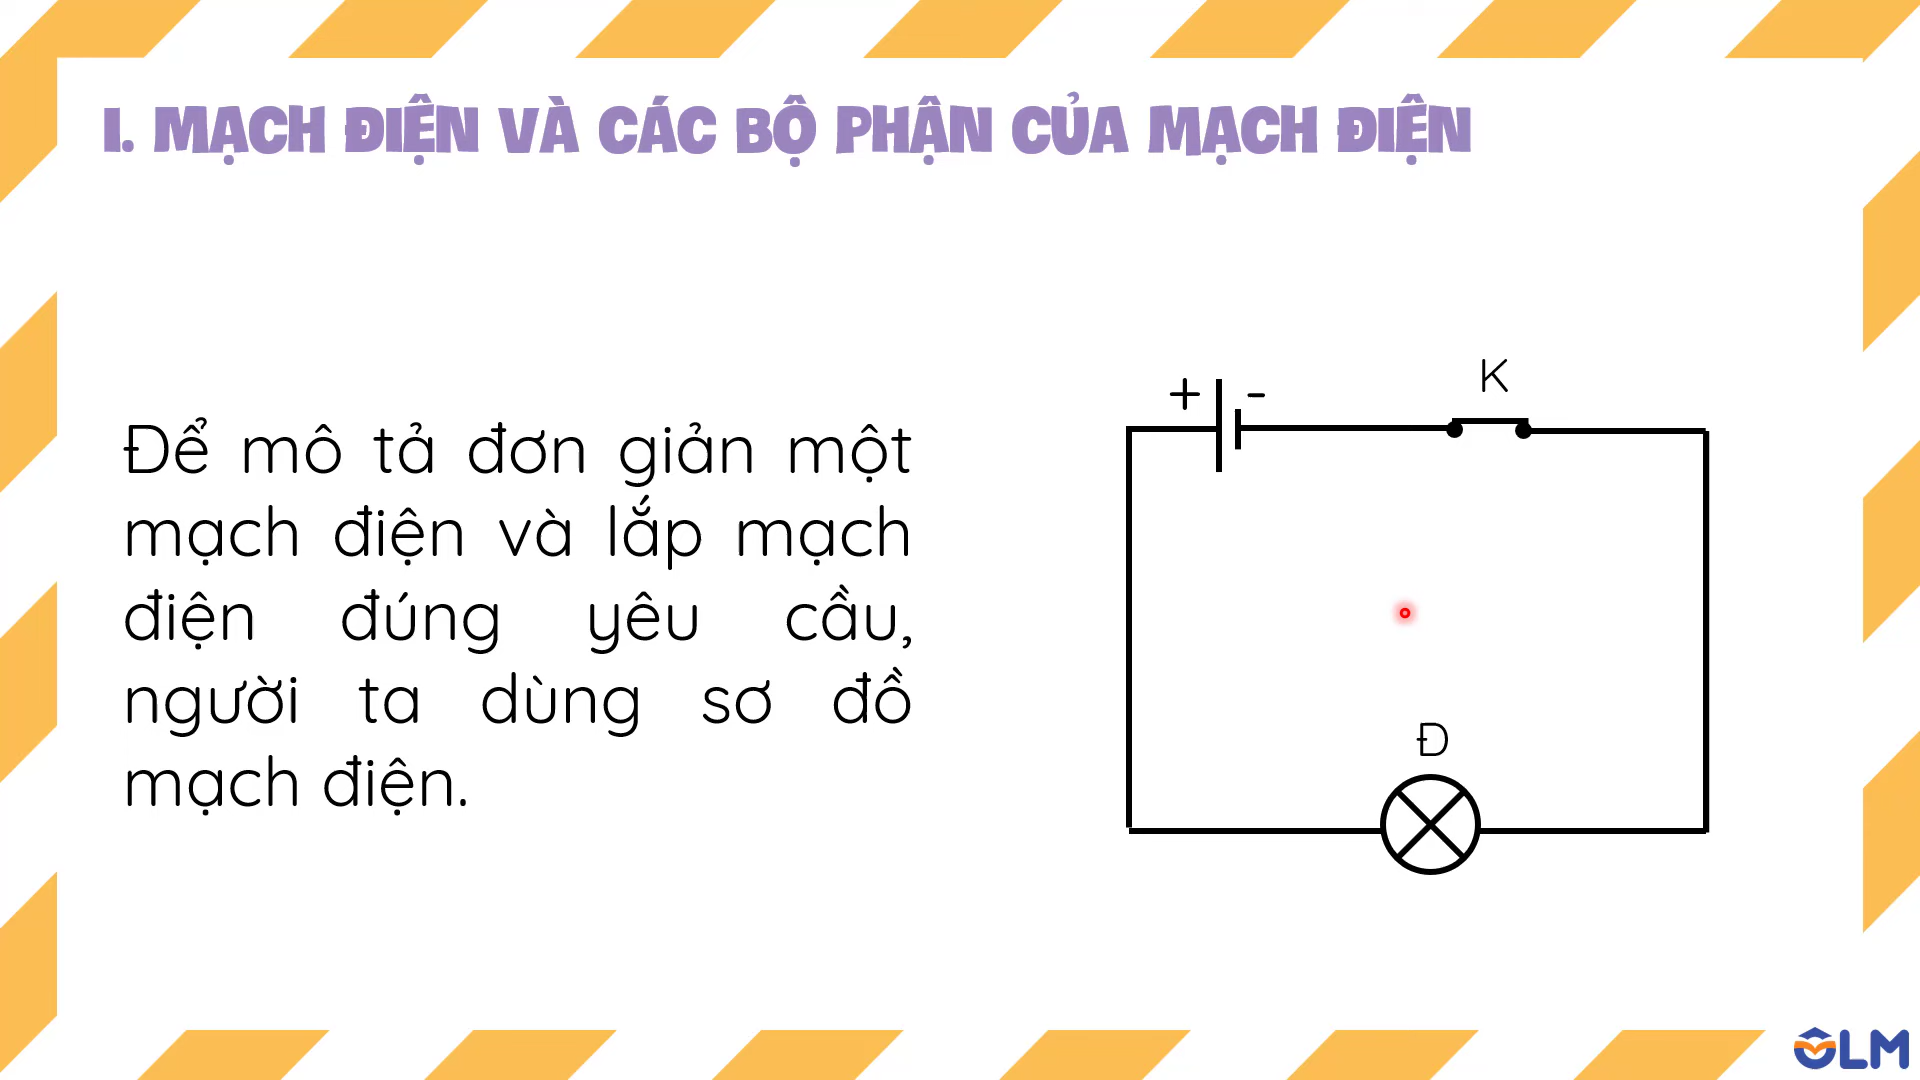 I. MẠCH ĐIỆN VÀ CÁC BỘ PHẬN CỦA MẠCH ĐIỆN
Để mô tả đơn giản một
mạch điện và lắp mạch
điện đúng yêu cầu,
người ta dùng sơ đồ
mạch điện.
K
+ -
Đ
OLM